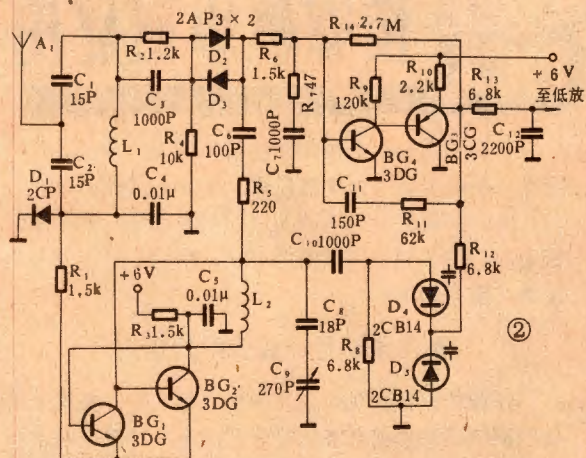 2AP3×2
A₁
C₁
15P
R₂1.2k
D₂
D₃
C₃
1000P
R₆
1.5k
R₁₄ 2.7M
R₇47
R₉
120k
R₁₀
2.2k
+6V
R₁₃
6.8k
至低放
C₂
15P
L₁
R₄
10k
C₆
100P
C₇1000P
BG₄
3DG
BG₃
3CG
C₁₂
2200P
D₁
2CP
C₄
0.01μ
R₅
220
C₁₁
150P
R₁₁
62k
R₁
1.5k
+6V
C₅
0.01μ
L₂
C₁₀1000P
R₁₂
6.8k
R₃1.5k
C₈
18P
D₄
2CB14
②
C₉
270P
R₈
6.8k
D₅
2CB14
BG₂
3DG
BG₁
3DG